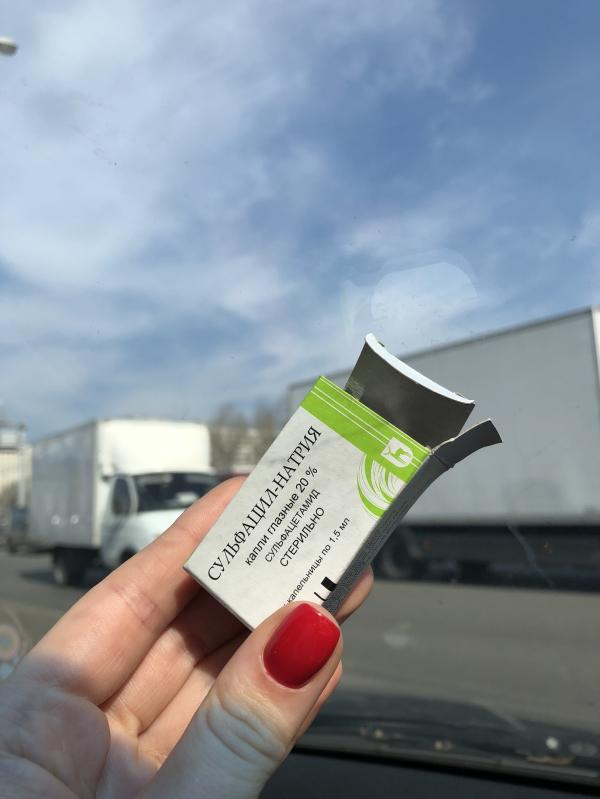 СУЛЬФАЦИЛ-НАТРИЯ
капли глазные 20 %
СУЛЬФАЦЕТАМИД
СТЕРИЛЬНО
капельницы по 1,5 мл